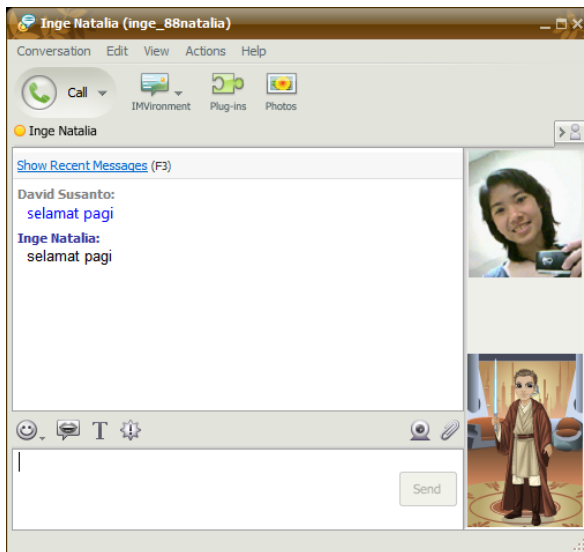 Inge Natalia (inge_88natalia)
Conversation Edit View Actions Help
Call IMVironment Plug-ins Photos
Inge Natalia
Show Recent Messages (F3)
David Susanto:
selamat pagi
Inge Natalia:
selamat pagi
T
Send